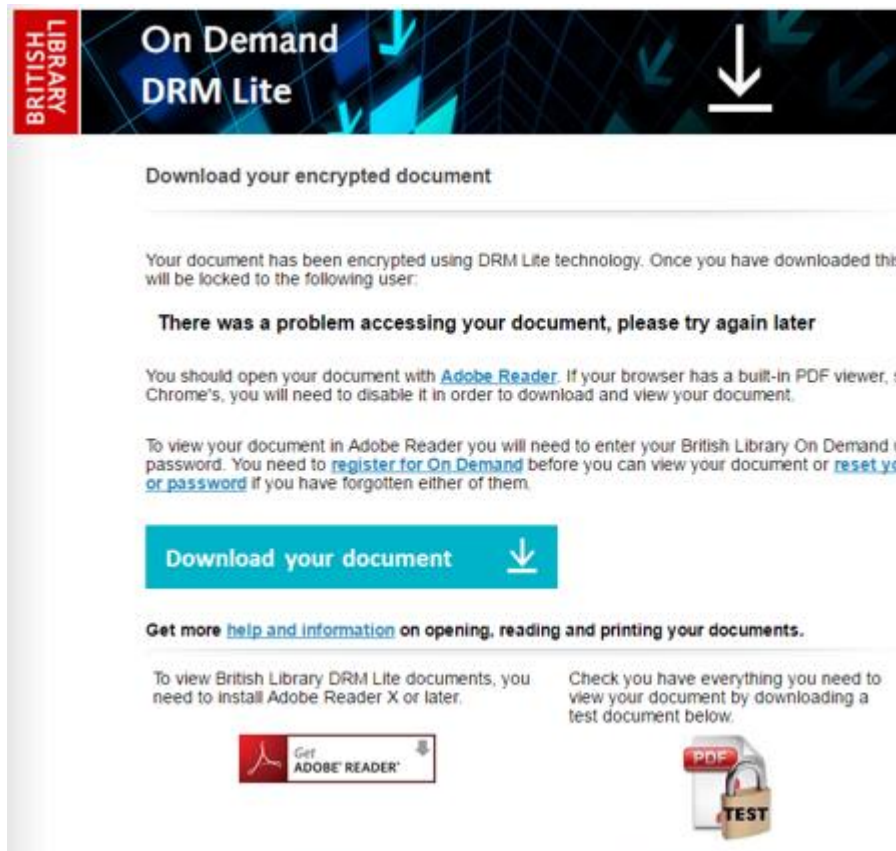 BRITISH
LIBRARY
On Demand
DRM Lite
Download your encrypted document
Your document has been encrypted using DRM Lite technology. Once you have downloaded this
will be locked to the following user:
There was a problem accessing your document, please try again later
You should open your document with Adobe Reader. If your browser has a built-in PDF viewer,
Chrome's, you will need to disable it in order to download and view your document.
To view your document in Adobe Reader you will need to enter your British Library On Demand
password. You need to register for On Demand before you can view your document or reset
or password if you have forgotten either of them.
Download your document
Get more help and information on opening, reading and printing your documents.
To view British Library DRM Lite documents, you
need to install Adobe Reader X or later.
Get
ADOBE® READER®
Check you have everything you need to
view your document by downloading a
test document below.
PDF
TEST